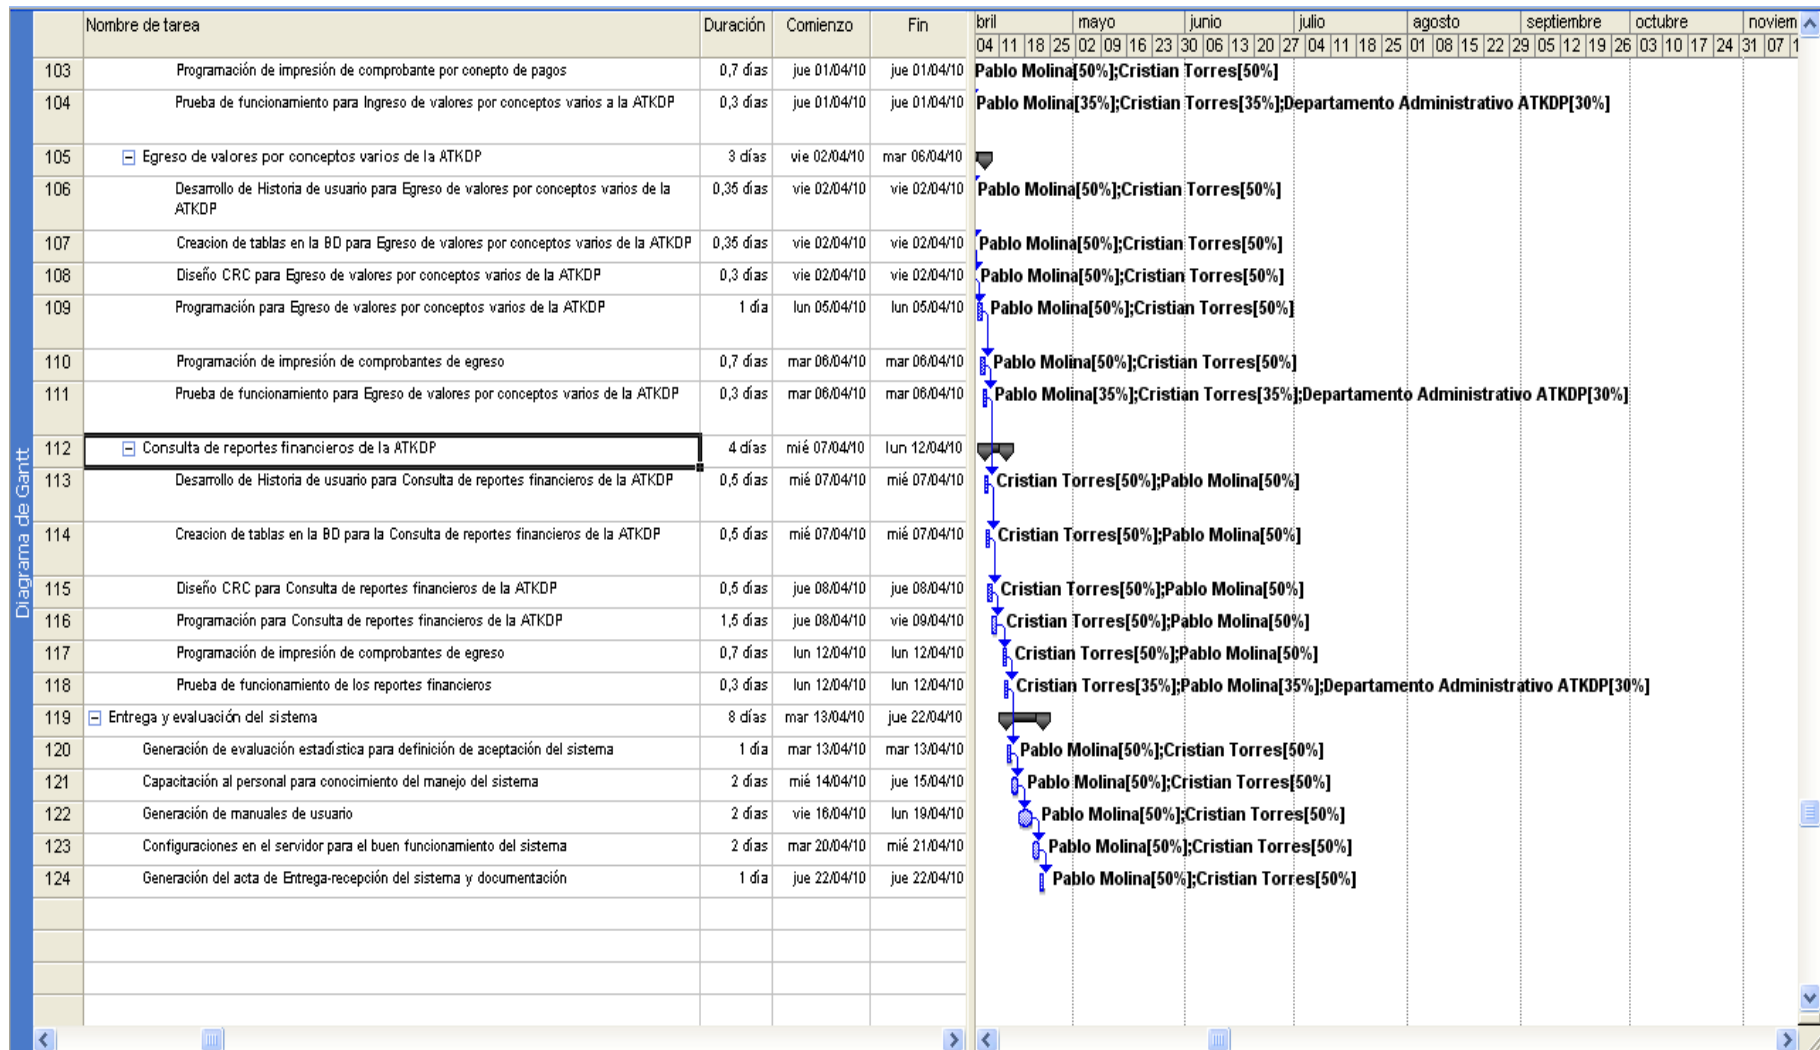 Nombre de tarea Duración Comienzo Fin bril mayo junio julio agosto septiembre octubre noviem
04 11 18 25 02 09 16 23 30 06 13 20 27 04 11 18 25 01 08 15 22 29 05 12 19 26 03 10 17 24 31 07 1
103 Programación de impresión de comprobante por conepto de pagos 0,7 días jue 01/04/10 jue 01/04/10 Pablo Molina[50%];Cristian Torres[50%]
104 Prueba de funcionamiento para Ingreso de valores por conceptos varios a la ATKDP 0,3 días jue 01/04/10 jue 01/04/10 Pablo Molina[35%];Cristian Torres[35%];Departamento Administrativo ATKDP[30%]
105 Egreso de valores por conceptos varios de la ATKDP 3 días vie 02/04/10 mar 06/04/10
106 Desarrollo de Historia de usuario para Egreso de valores por conceptos varios de la 0,35 días vie 02/04/10 vie 02/04/10 Pablo Molina[50%];Cristian Torres[50%]
ATKDP
107 Creacion de tablas en la BD para Egreso de valores por conceptos varios de la ATKDP 0,35 días vie 02/04/10 vie 02/04/10 Pablo Molina[50%];Cristian Torres[50%]
108 Diseño CRC para Egreso de valores por conceptos varios de la ATKDP 0,3 días vie 02/04/10 vie 02/04/10 Pablo Molina[50%];Cristian Torres[50%]
109 Programación para Egreso de valores por conceptos varios de la ATKDP 1 día lun 05/04/10 lun 05/04/10 Pablo Molina[50%];Cristian Torres[50%]
110 Programación de impresión de comprobantes de egreso 0,7 días mar 06/04/10 mar 06/04/10 Pablo Molina[50%];Cristian Torres[50%]
111 Prueba de funcionamiento para Egreso de valores por conceptos varios de la ATKDP 0,3 días mar 06/04/10 mar 06/04/10 Pablo Molina[35%];Cristian Torres[35%];Departamento Administrativo ATKDP[30%]
112 Consulta de reportes financieros de la ATKDP 4 días mié 07/04/10 lun 12/04/10
113 Desarrollo de Historia de usuario para Consulta de reportes financieros de la ATKDP 0,5 días mié 07/04/10 mié 07/04/10 Cristian Torres[50%];Pablo Molina[50%]
114 Creacion de tablas en la BD para la Consulta de reportes financieros de la ATKDP 0,5 días mié 07/04/10 mié 07/04/10 Cristian Torres[50%];Pablo Molina[50%]
115 Diseño CRC para Consulta de reportes financieros de la ATKDP 0,5 días jue 08/04/10 jue 08/04/10 Cristian Torres[50%];Pablo Molina[50%]
116 Programación para Consulta de reportes financieros de la ATKDP 1,5 días jue 08/04/10 vie 09/04/10 Cristian Torres[50%];Pablo Molina[50%]
117 Programación de impresión de comprobantes de egreso 0,7 días lun 12/04/10 lun 12/04/10 Cristian Torres[50%];Pablo Molina[50%]
118 Prueba de funcionamiento de los reportes financieros 0,3 días lun 12/04/10 lun 12/04/10 Cristian Torres[35%];Pablo Molina[35%];Departamento Administrativo ATKDP[30%]
119 Entrega y evaluación del sistema 8 días mar 13/04/10 jue 22/04/10
120 Generación de evaluación estadística para definición de aceptación del sistema 1 día mar 13/04/10 mar 13/04/10 Pablo Molina[50%];Cristian Torres[50%]
121 Capacitación al personal para conocimiento del manejo del sistema 2 días mié 14/04/10 jue 15/04/10 Pablo Molina[50%];Cristian Torres[50%]
122 Generación de manuales de usuario 2 días vie 16/04/10 lun 19/04/10 Pablo Molina[50%];Cristian Torres[50%]
123 Configuraciones en el servidor para el buen funcionamiento del sistema 2 días mar 20/04/10 mié 21/04/10 Pablo Molina[50%];Cristian Torres[50%]
124 Generación del acta de Entrega-recepción del sistema y documentación 1 día jue 22/04/10 jue 22/04/10 Pablo Molina[50%];Cristian Torres[50%]
Diagrama de Gantt